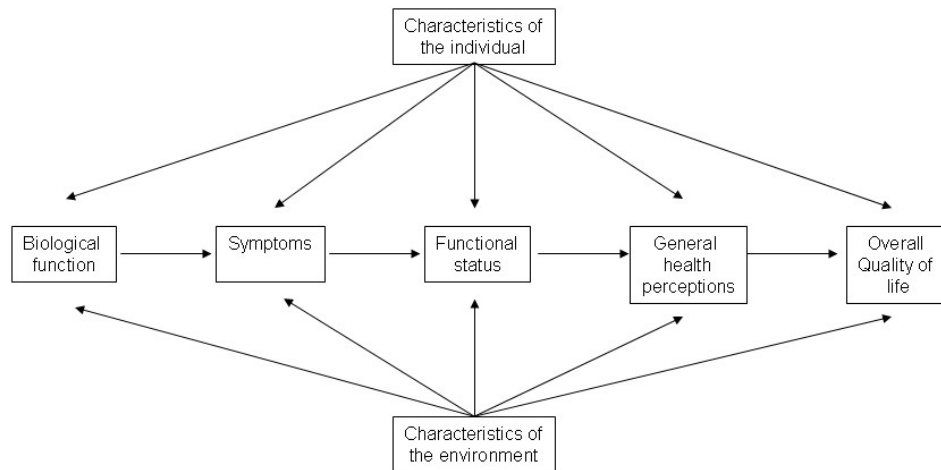 Characteristics of
the individual
Biological
function
Symptoms
Functional
status
General
health
perceptions
Overall
Quality of
life
Characteristics of
the environment